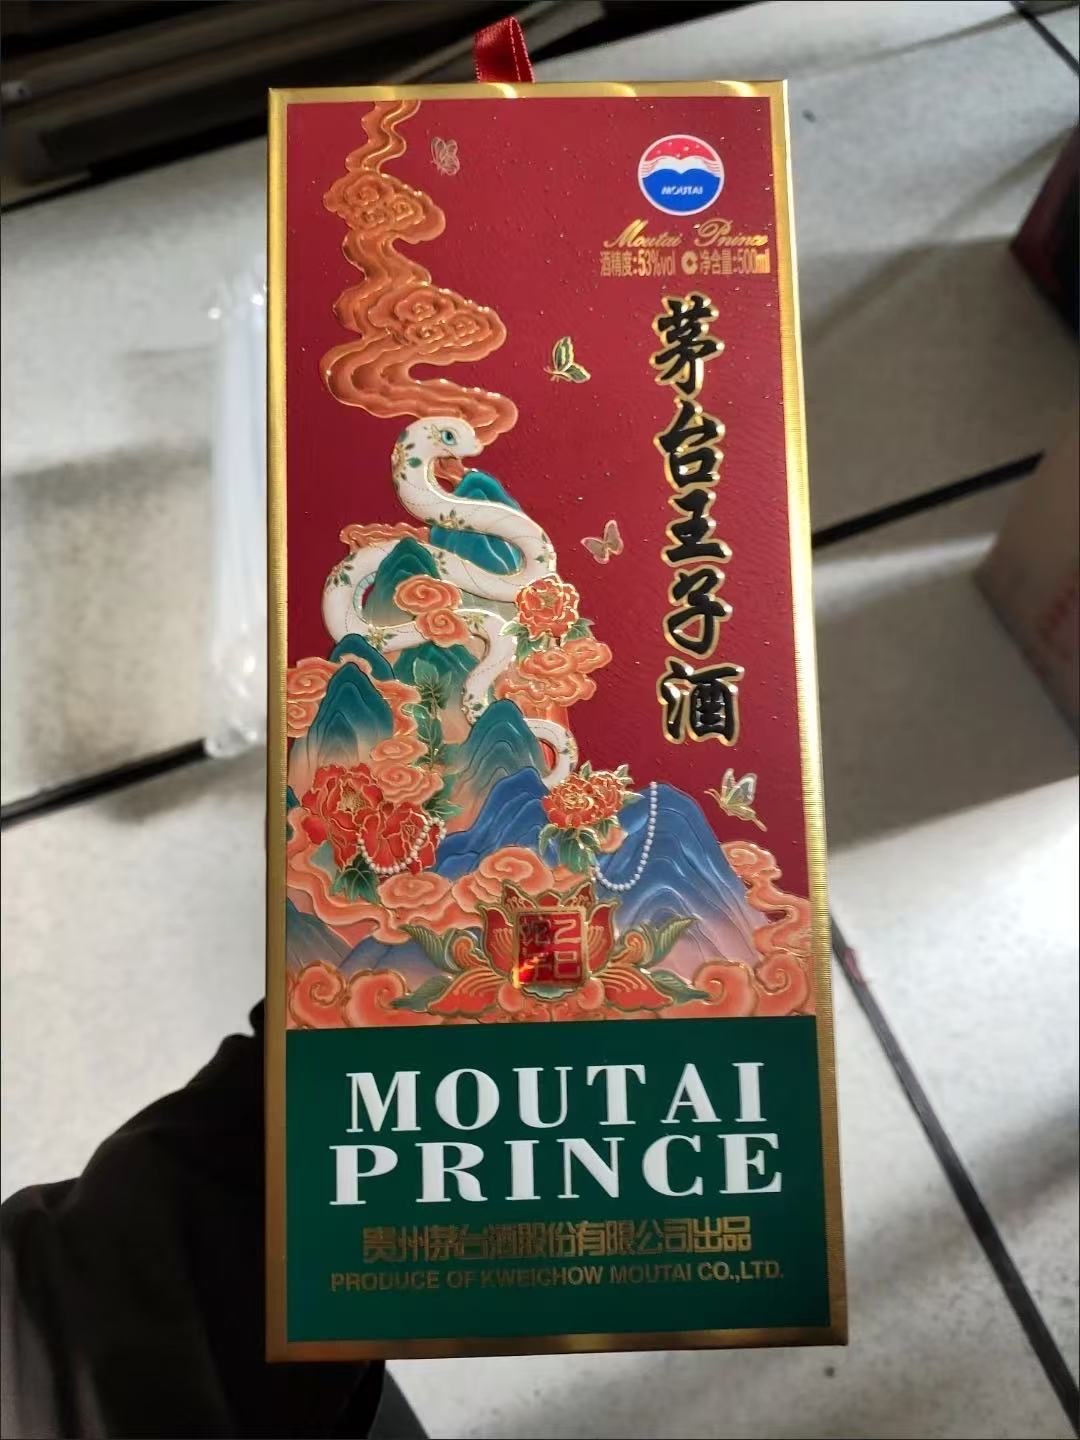 MOUTAI
Moutai Prince
酒精度:53%vol 净含量:500ml
茅台王子酒
乙巳
蛇年
MOUTAI
PRINCE
贵州茅台酒股份有限公司出品
PRODUCE OF KWEICHOW MOUTAI CO.,LTD.